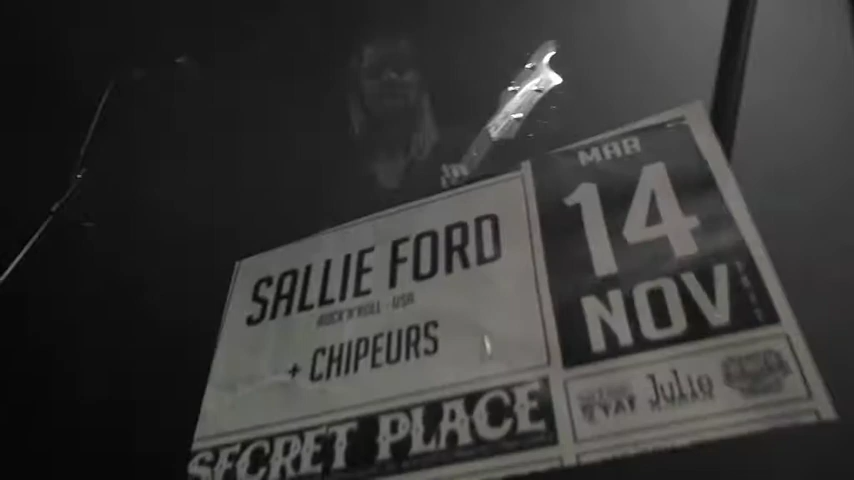 SALLIE FORD
ROCK'N'ROLL - USA
+ CHIPEURS
SECRET PLACE
MAR
14
NOV
Julio